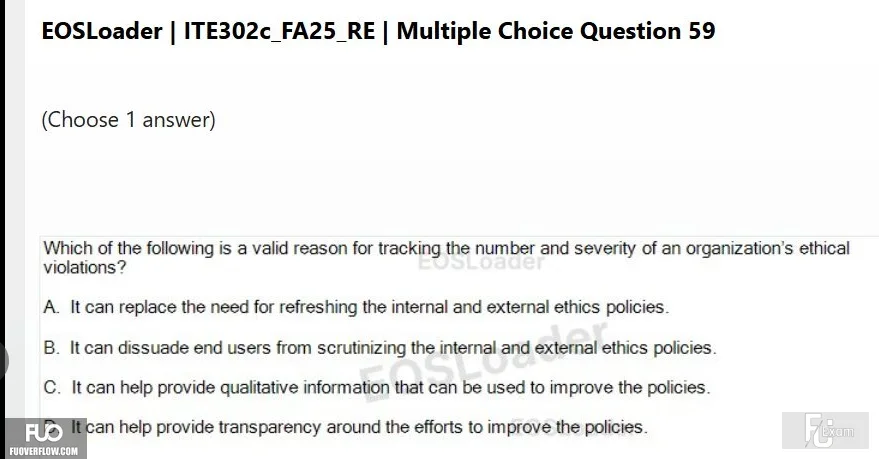 EOSLoader | ITE302c_FA25_RE | Multiple Choice Question 59
(Choose 1 answer)
Which of the following is a valid reason for tracking the number and severity of an organization's ethical
violations?
EOSLoader
A. It can replace the need for refreshing the internal and external ethics policies.
B. It can dissuade end users from scrutinizing the internal and external ethics policies.
EOSLoader
C. It can help provide qualitative information that can be used to improve the policies.
D. It can help provide transparency around the efforts to improve the policies.
FUO
FUOVERFLOW.COM
Exam